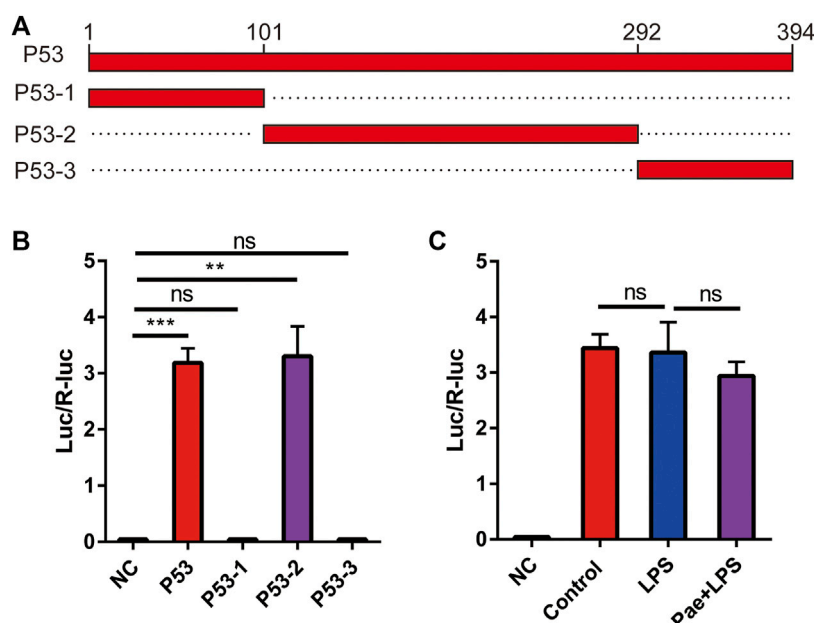 A
1 101 292 394
P53
P53-1
P53-2
P53-3
B
ns
**
ns
***
Luc/R-luc
5
4
3
2
1
0
NC P53 P53-1 P53-2 P53-3
C
ns ns
Luc/R-luc
5
4
3
2
1
0
NC Control LPS Pae+LPS